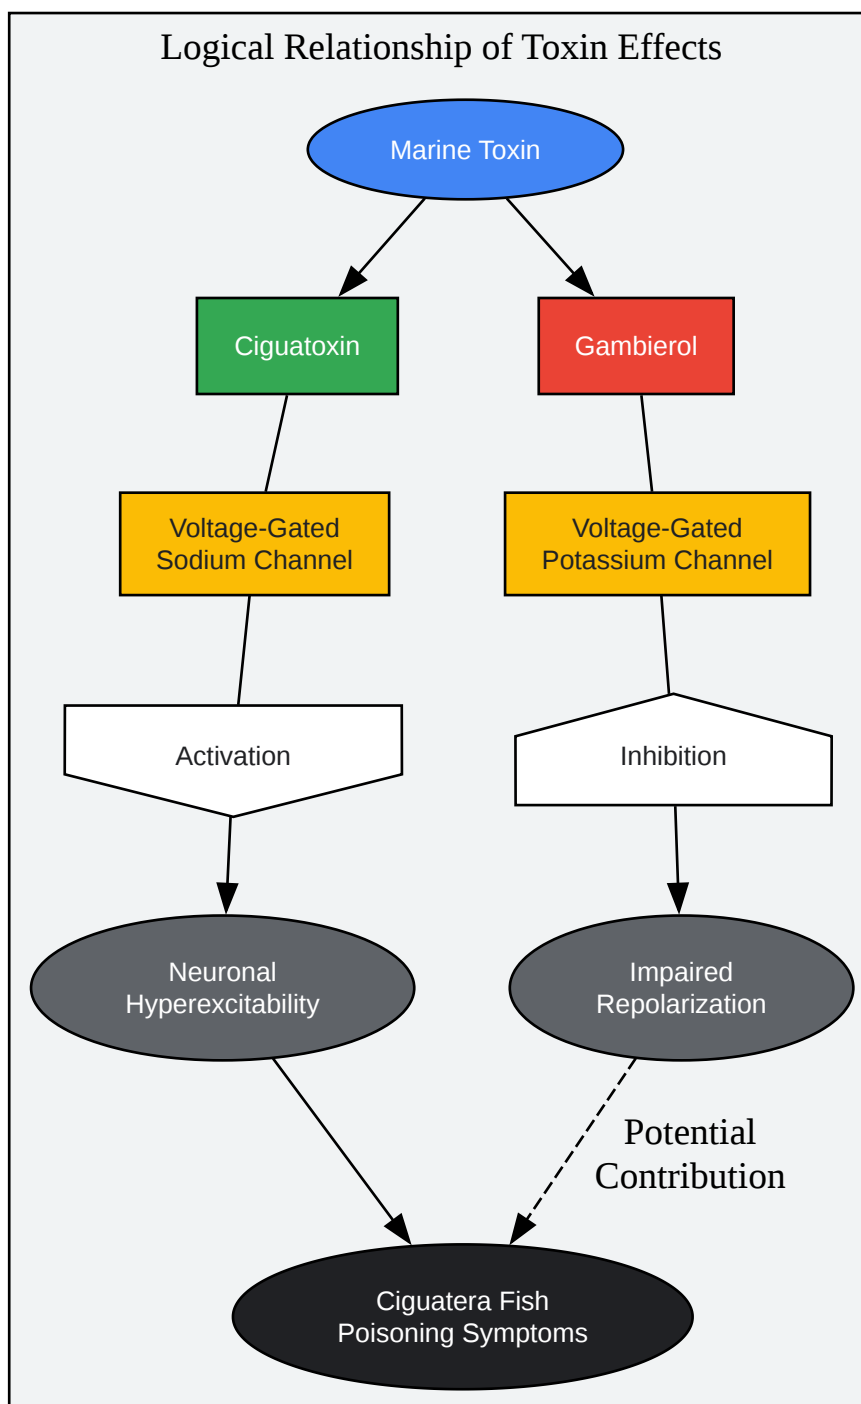 Logical Relationship of Toxin Effects
Marine Toxin
Ciguatoxin
Gambierol
Voltage-Gated
Sodium Channel
Voltage-Gated
Potassium Channel
Activation
Inhibition
Neuronal
Hyperexcitability
Impaired
Repolarization
Potential
Contribution
Ciguatera Fish
Poisoning Symptoms